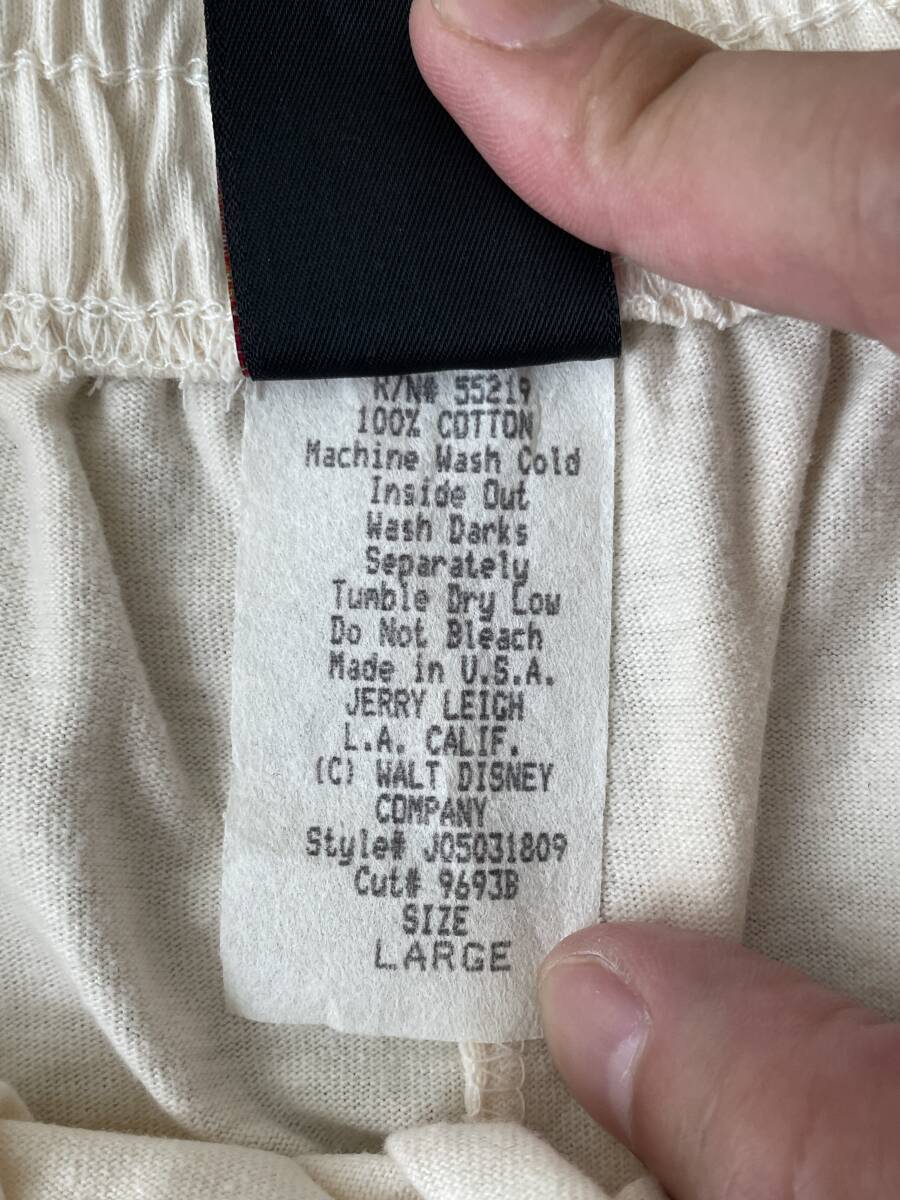 R/N# 55219
100% COTTON
Machine Wash Cold
Inside Out
Wash Darks
Separately
Tumble Dry Low
Do Not Bleach
Made in U.S.A.
JERRY LEIGH
L.A. CALIF.
(C) WALT DISNEY
COMPANY
Style# J05031809
Cut# 9693B
SIZE
LARGE